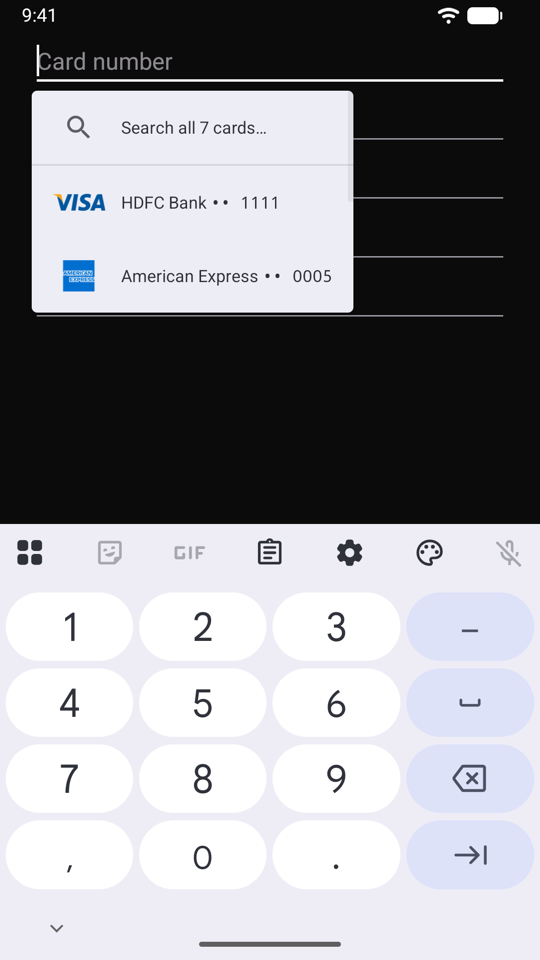 9:41
Card number
Search all 7 cards…
VISA HDFC Bank •• 1111
AMERICAN EXPRESS American Express •• 0005
GIF
1 2 3 –
4 5 6
7 8 9
, 0 .